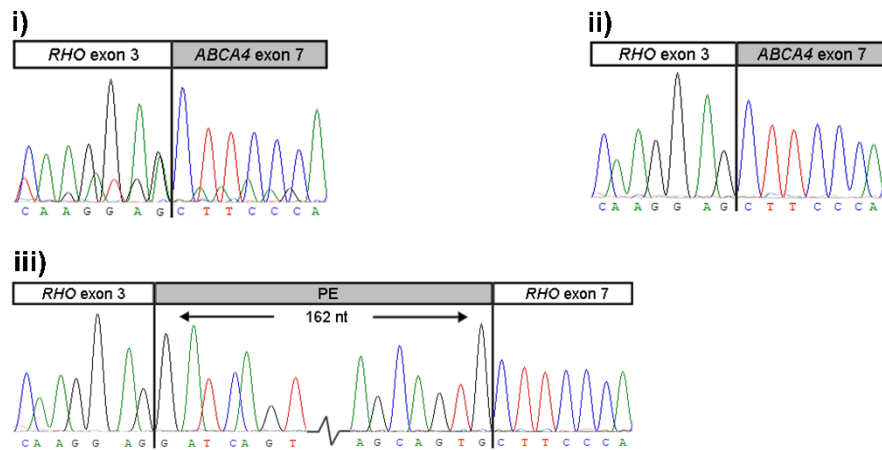 i)
RHO exon 3 ABCA4 exon 7
C A A G G A G C T T C C C A
ii)
RHO exon 3 ABCA4 exon 7
C A A G G A G C T T C C C A
iii)
RHO exon 3 PE RHO exon 7
162 nt
C A A G G A G G A T C A G T A G C A G T G C T T C C C A